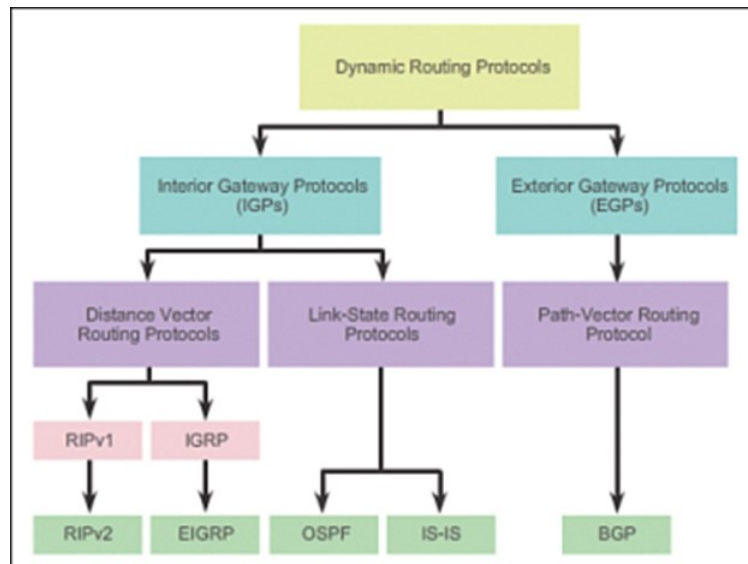 Dynamic Routing Protocols
Interior Gateway Protocols
(IGPs)
Exterior Gateway Protocols
(EGPs)
Distance Vector
Routing Protocols
Link-State Routing
Protocols
Path-Vector Routing
Protocol
RIPv1
IGRP
RIPv2
EIGRP
OSPF
IS-IS
BGP